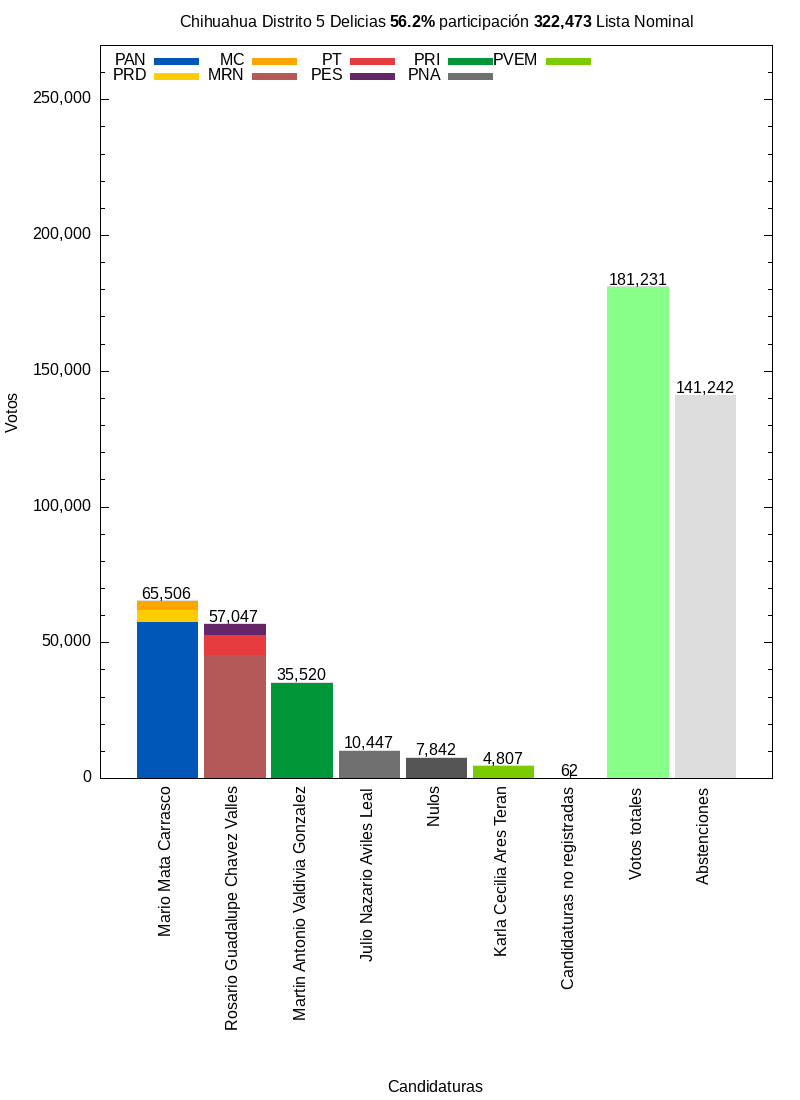 Chihuahua Distrito 5 Delicias 56.2% participación 322,473 Lista Nominal
PAN MC PT PRI PVEM
PRD MRN PES PNA
250,000
200,000
150,000
100,000
50,000
0
Votos
65,506
57,047
35,520
10,447
7,842
4,807
62
181,231
141,242
Mario Mata Carrasco
Rosario Guadalupe Chavez Valles
Martin Antonio Valdivia Gonzalez
Julio Nazario Aviles Leal
Nulos
Karla Cecilia Ares Teran
Candidaturas no registradas
Votos totales
Abstenciones
Candidaturas